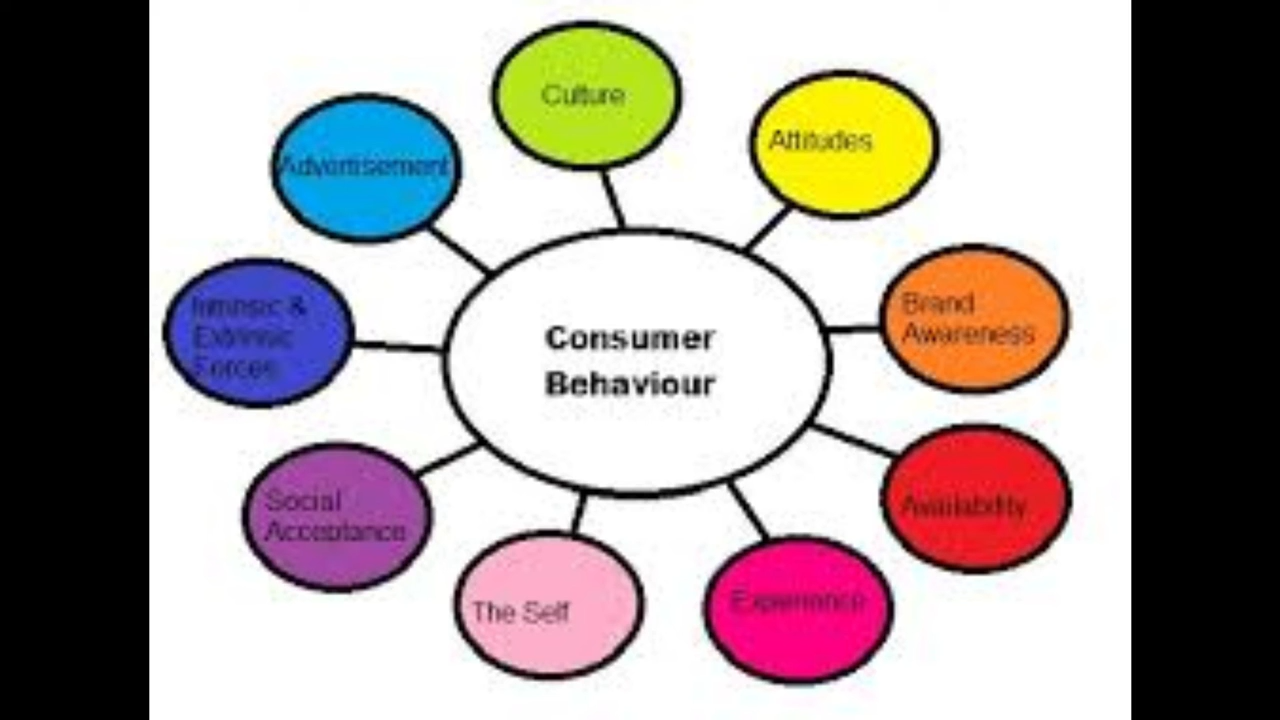 Culture
Attitudes
Advertisement
Intrinsic &
Extrinsic
Forces
Brand
Awareness
Consumer
Behaviour
Social
Acceptance
Availability
The Self
Experience